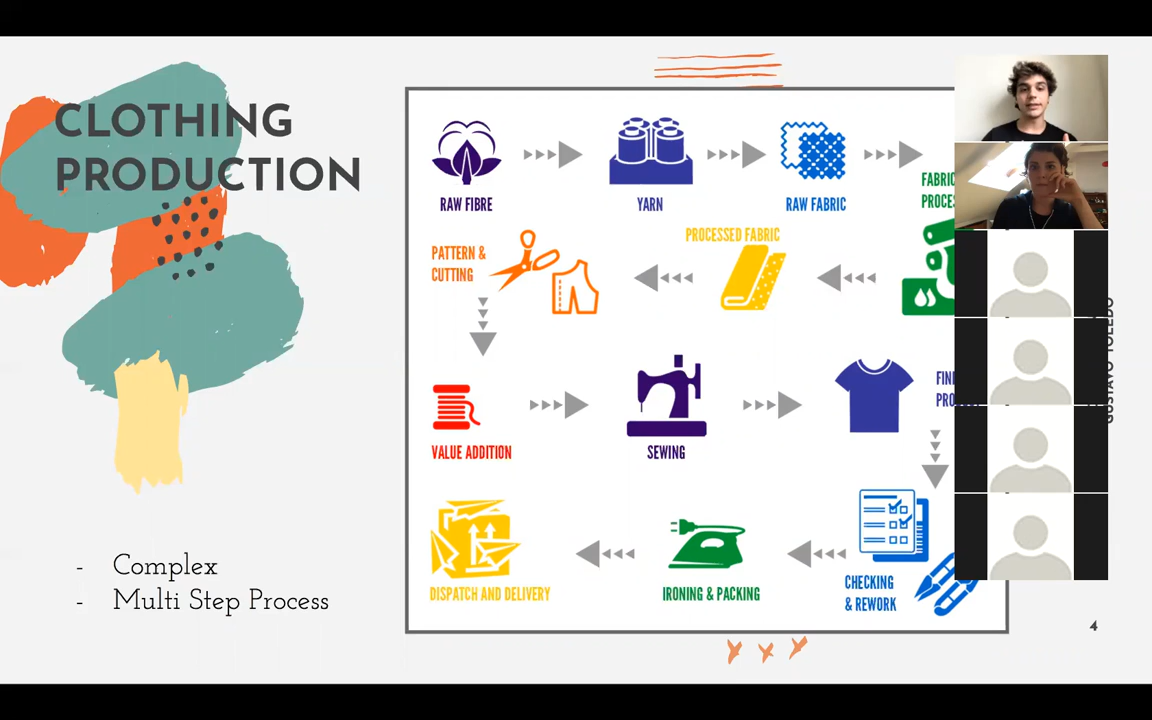 CLOTHING
PRODUCTION
RAW FIBRE
YARN
RAW FABRIC
PATTERN &
CUTTING
PROCESSED FABRIC
VALUE ADDITION
SEWING
DISPATCH AND DELIVERY
IRONING & PACKING
CHECKING
& REWORK
- Complex
- Multi Step Process
4